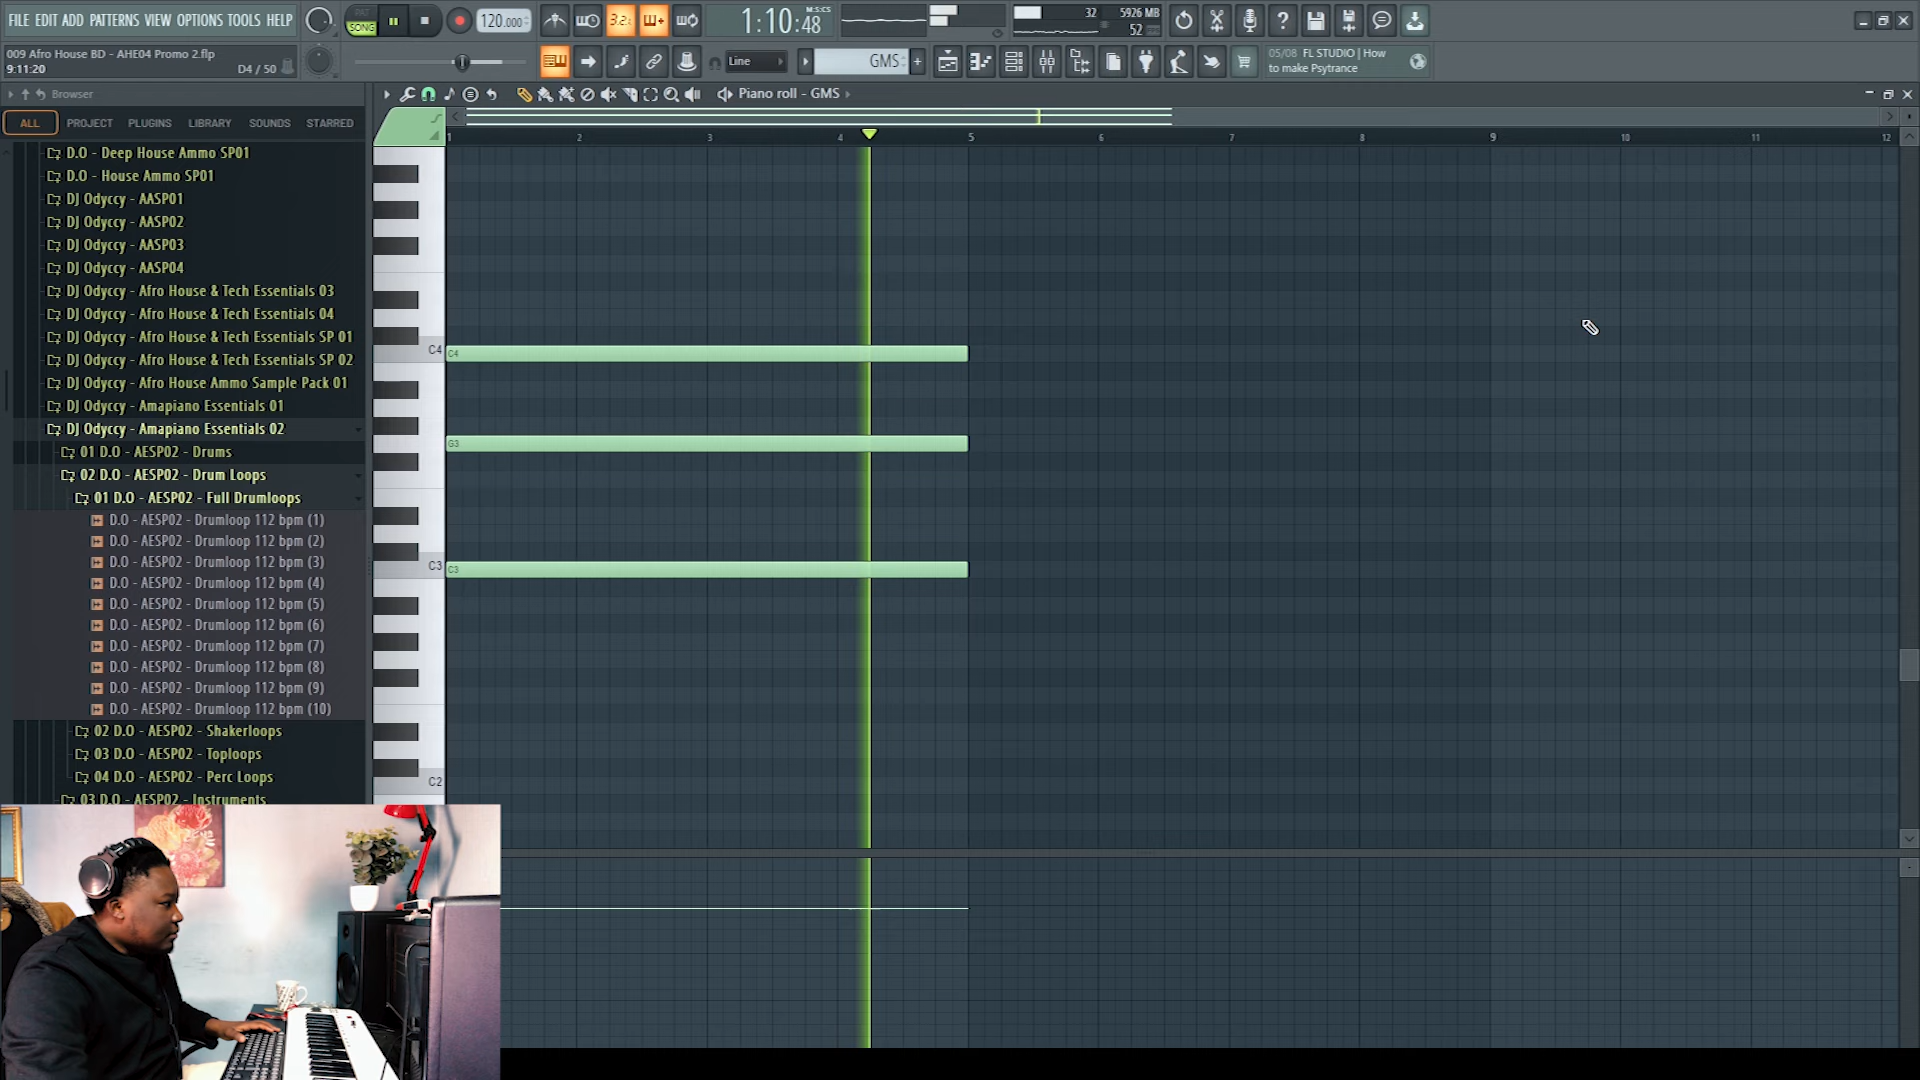 FILE EDIT ADD PATTERNS VIEW OPTIONS TOOLS HELP
PAT
SONG
120.000
3.2.
1:10:48
M:S:CS
32
5926 MB
52
009 Afro House BD - AHE04 Promo 2.flp
9:11:20
D4 / 50
Line
GMS
05/08 FL STUDIO | How
to make Psytrance
Browser
Piano roll - GMS
ALL
PROJECT
PLUGINS
LIBRARY
SOUNDS
STARRED
1
2
3
4
5
6
7
8
9
10
11
12
D.O - Deep House Ammo SP01
D.O - House Ammo SP01
DJ Odyccy - AASP01
DJ Odyccy - AASP02
DJ Odyccy - AASP03
DJ Odyccy - AASP04
DJ Odyccy - Afro House & Tech Essentials 03
DJ Odyccy - Afro House & Tech Essentials 04
DJ Odyccy - Afro House & Tech Essentials SP 01
DJ Odyccy - Afro House & Tech Essentials SP 02
DJ Odyccy - Afro House Ammo Sample Pack 01
DJ Odyccy - Amapiano Essentials 01
DJ Odyccy - Amapiano Essentials 02
01 D.O - AESP02 - Drums
02 D.O - AESP02 - Drum Loops
01 D.O - AESP02 - Full Drumloops
D.O - AESP02 - Drumloop 112 bpm (1)
D.O - AESP02 - Drumloop 112 bpm (2)
D.O - AESP02 - Drumloop 112 bpm (3)
D.O - AESP02 - Drumloop 112 bpm (4)
D.O - AESP02 - Drumloop 112 bpm (5)
D.O - AESP02 - Drumloop 112 bpm (6)
D.O - AESP02 - Drumloop 112 bpm (7)
D.O - AESP02 - Drumloop 112 bpm (8)
D.O - AESP02 - Drumloop 112 bpm (9)
D.O - AESP02 - Drumloop 112 bpm (10)
02 D.O - AESP02 - Shakerloops
03 D.O - AESP02 - Toploops
04 D.O - AESP02 - Perc Loops
03 D.O - AESP02 - Instruments
C4
C4
G3
C3
C3
C2